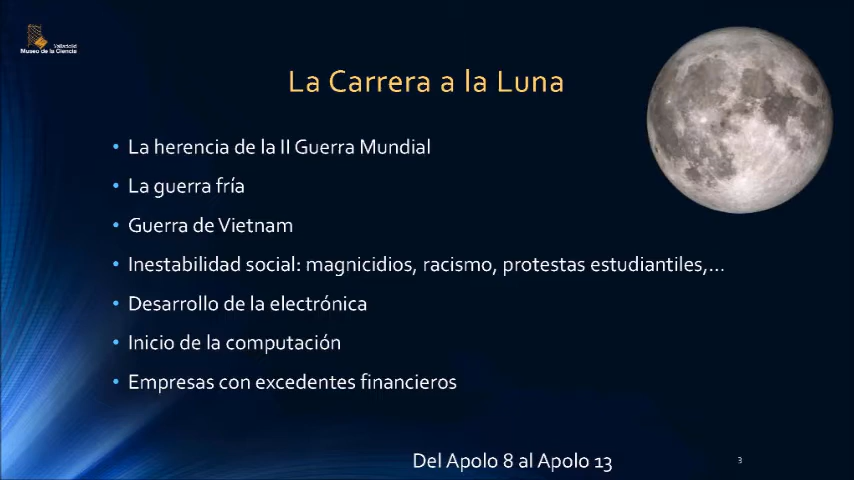 Valladolid
Museo de la Ciencia
La Carrera a la Luna
• La herencia de la II Guerra Mundial
• La guerra fría
• Guerra de Vietnam
• Inestabilidad social: magnicidios, racismo, protestas estudiantiles,...
• Desarrollo de la electrónica
• Inicio de la computación
• Empresas con excedentes financieros
Del Apolo 8 al Apolo 13
3